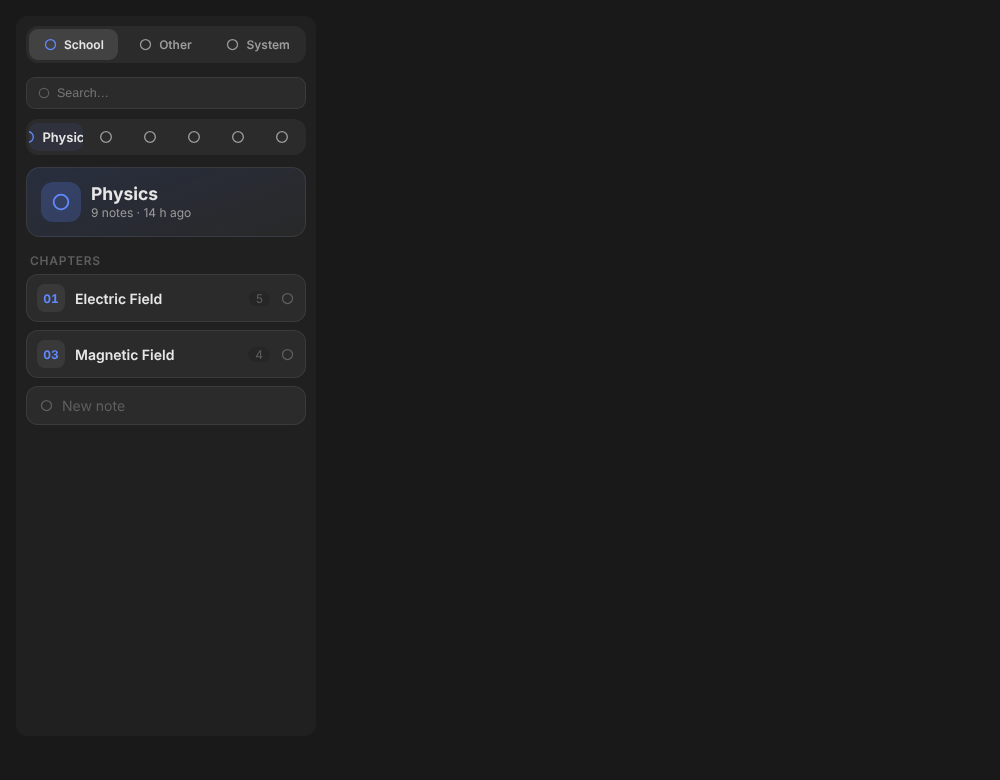 School Other System
Search...
Physic
Physics
9 notes · 14 h ago
CHAPTERS
01 Electric Field 5
03 Magnetic Field 4
New note